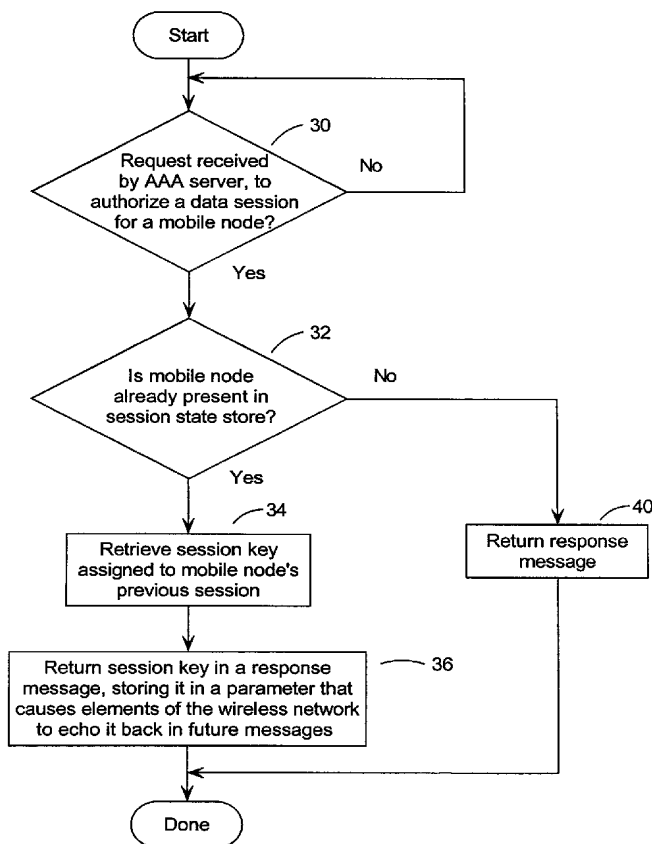 Start
30
Request received
by AAA server, to
authorize a data session
for a mobile node?
No
Yes
32
Is mobile node
already present in
session state store?
No
Yes
34
Retrieve session key
assigned to mobile node's
previous session
40
Return response
message
36
Return session key in a response
message, storing it in a parameter that
causes elements of the wireless network
to echo it back in future messages
Done